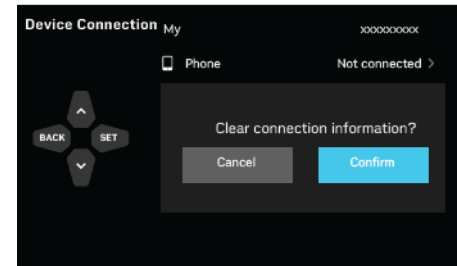 Device Connection My xxxxxxxxxx
Phone Not connected >
Clear connection information?
BACK SET
Cancel Confirm